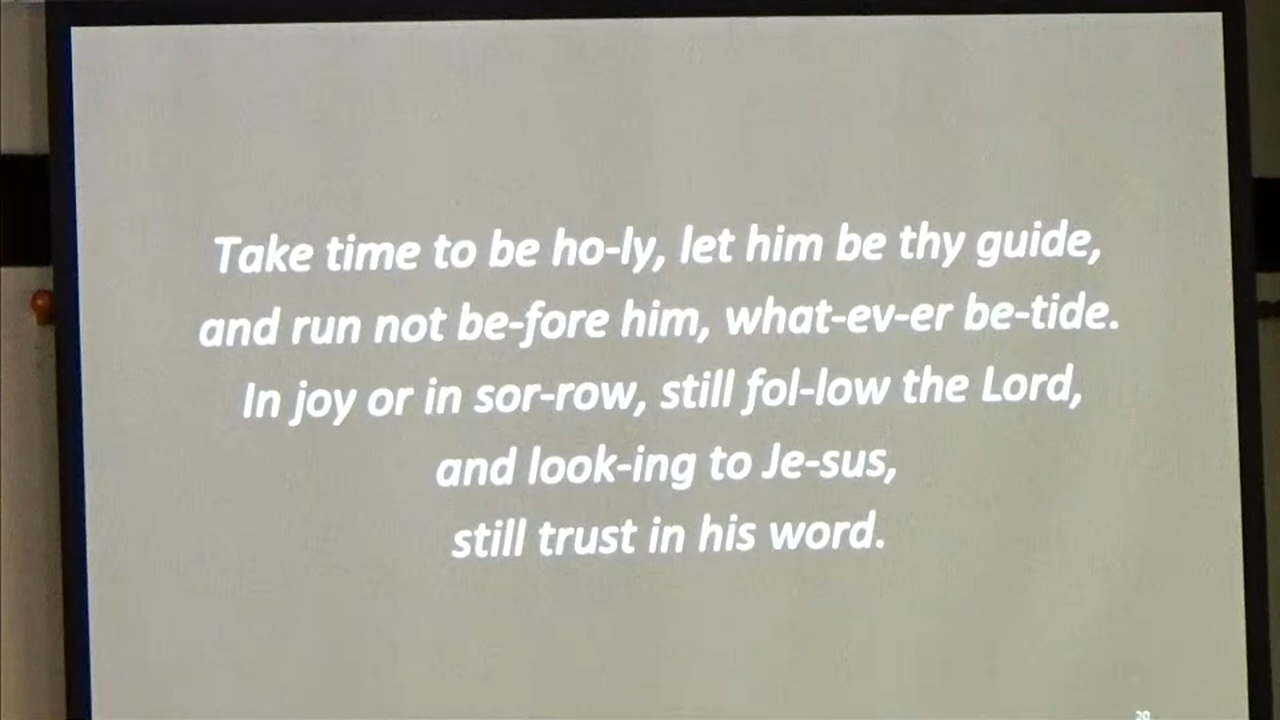 Take time to be ho-ly, let him be thy guide,
and run not be-fore him, what-ev-er be-tide.
In joy or in sor-row, still fol-low the Lord,
and look-ing to Je-sus,
still trust in his word.
20